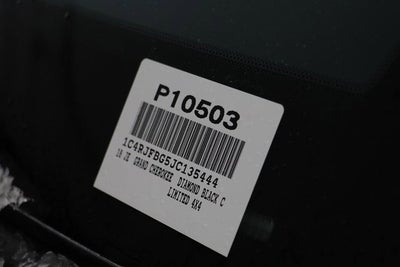 P10503
1C4RJFBG5JC135444
18 JE GRAND CHEROKEE DIAMOND BLACK C
LIMITED 4X4